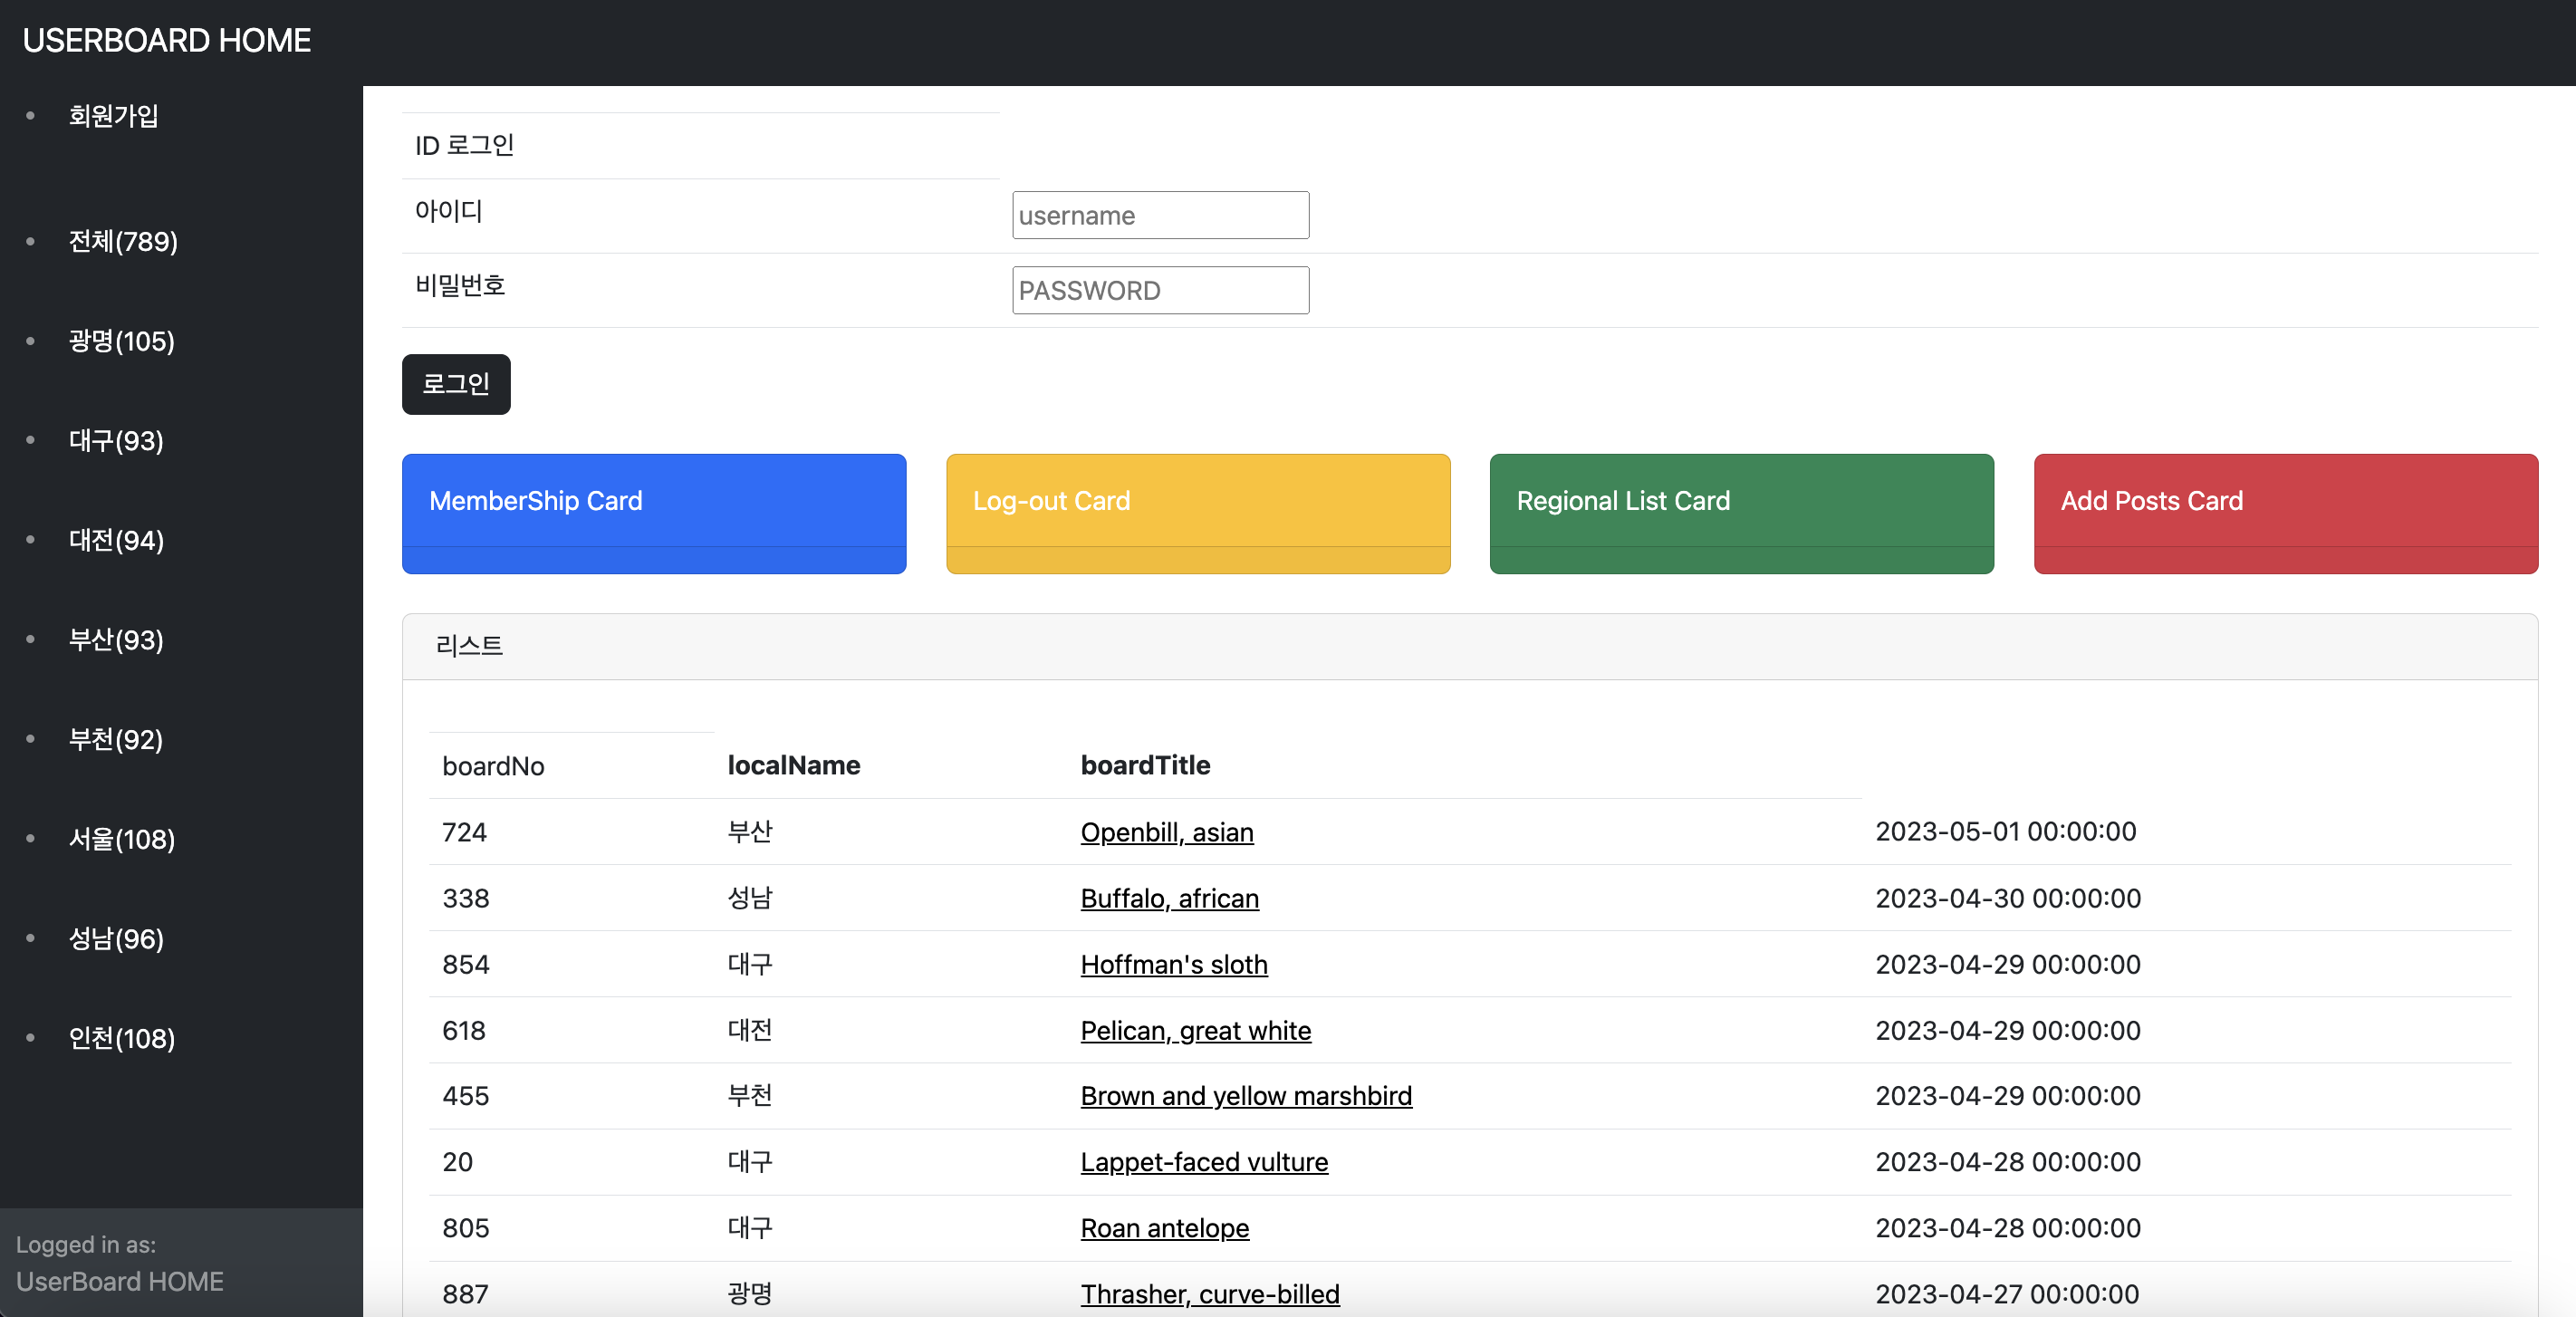 USERBOARD HOME
회원가입
전체(789)
광명(105)
대구(93)
대전(94)
부산(93)
부천(92)
서울(108)
성남(96)
인천(108)
Logged in as:
UserBoard HOME
ID 로그인
아이디 username
비밀번호 PASSWORD
로그인
MemberShip Card Log-out Card Regional List Card Add Posts Card
리스트
boardNo localName boardTitle
724 부산 Openbill, asian 2023-05-01 00:00:00
338 성남 Buffalo, african 2023-04-30 00:00:00
854 대구 Hoffman's sloth 2023-04-29 00:00:00
618 대전 Pelican, great white 2023-04-29 00:00:00
455 부천 Brown and yellow marshbird 2023-04-29 00:00:00
20 대구 Lappet-faced vulture 2023-04-28 00:00:00
805 대구 Roan antelope 2023-04-28 00:00:00
887 광명 Thrasher, curve-billed 2023-04-27 00:00:00